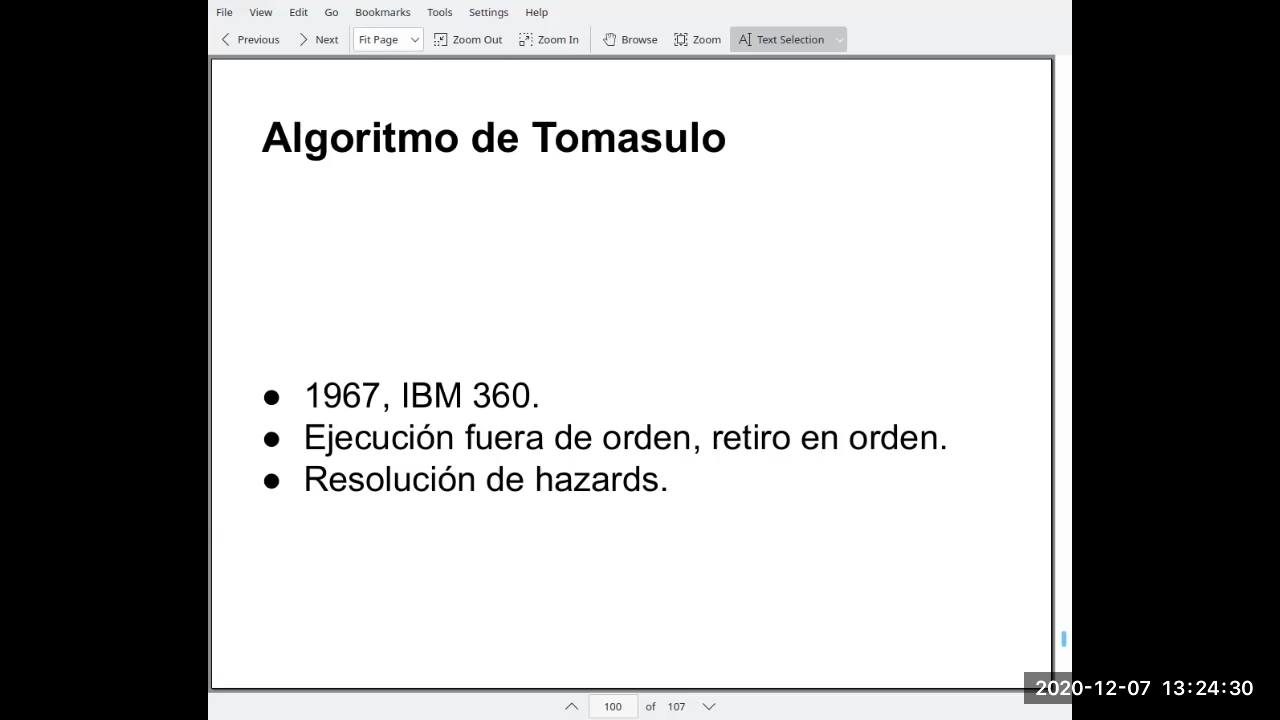 File View Edit Go Bookmarks Tools Settings Help
Previous Next Fit Page Zoom Out Zoom In Browse Zoom Text Selection
Algoritmo de Tomasulo
● 1967, IBM 360.
● Ejecución fuera de orden, retiro en orden.
● Resolución de hazards.
2020-12-07 13:24:30
100 of 107